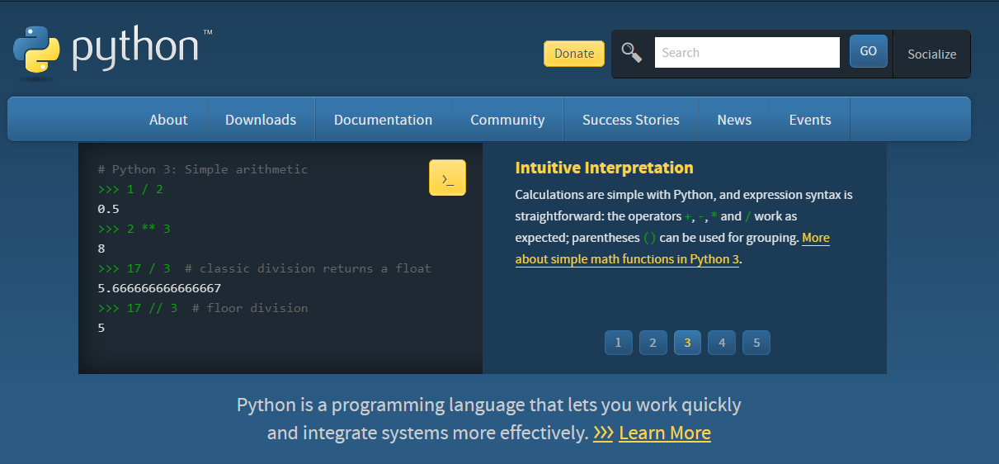 python™
Donate
Search
GO
Socialize
About
Downloads
Documentation
Community
Success Stories
News
Events
# Python 3: Simple arithmetic
>>> 1 / 2
0.5
>>> 2 ** 3
8
>>> 17 / 3  # classic division returns a float
5.666666666666667
>>> 17 // 3  # floor division
5
>_
Intuitive Interpretation
Calculations are simple with Python, and expression syntax is
straightforward: the operators +, -, * and / work as
expected; parentheses () can be used for grouping. More
about simple math functions in Python 3.
1
2
3
4
5
Python is a programming language that lets you work quickly
and integrate systems more effectively. >>> Learn More